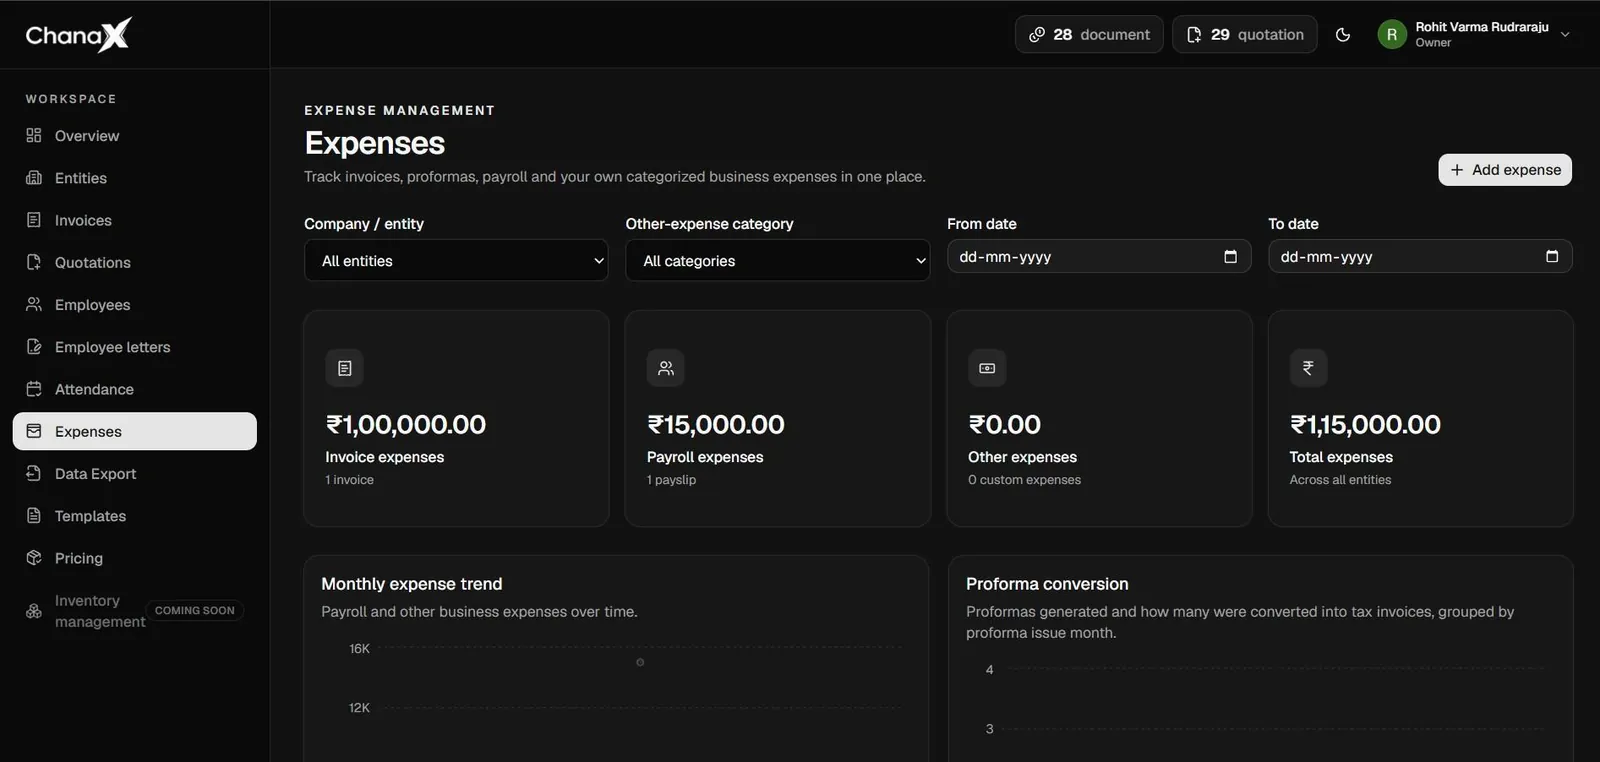 ChanaX
28 document
29 quotation
R
Rohit Varma Rudraraju
Owner
WORKSPACE
Overview
Entities
Invoices
Quotations
Employees
Employee letters
Attendance
Expenses
Data Export
Templates
Pricing
Inventory
management
COMING SOON
EXPENSE MANAGEMENT
Expenses
Track invoices, proformas, payroll and your own categorized business expenses in one place.
+ Add expense
Company / entity
All entities
Other-expense category
All categories
From date
dd-mm-yyyy
To date
dd-mm-yyyy
₹1,00,000.00
Invoice expenses
1 invoice
₹15,000.00
Payroll expenses
1 payslip
₹0.00
Other expenses
0 custom expenses
₹
₹1,15,000.00
Total expenses
Across all entities
Monthly expense trend
Payroll and other business expenses over time.
16K
12K
Proforma conversion
Proformas generated and how many were converted into tax invoices, grouped by
proforma issue month.
4
3